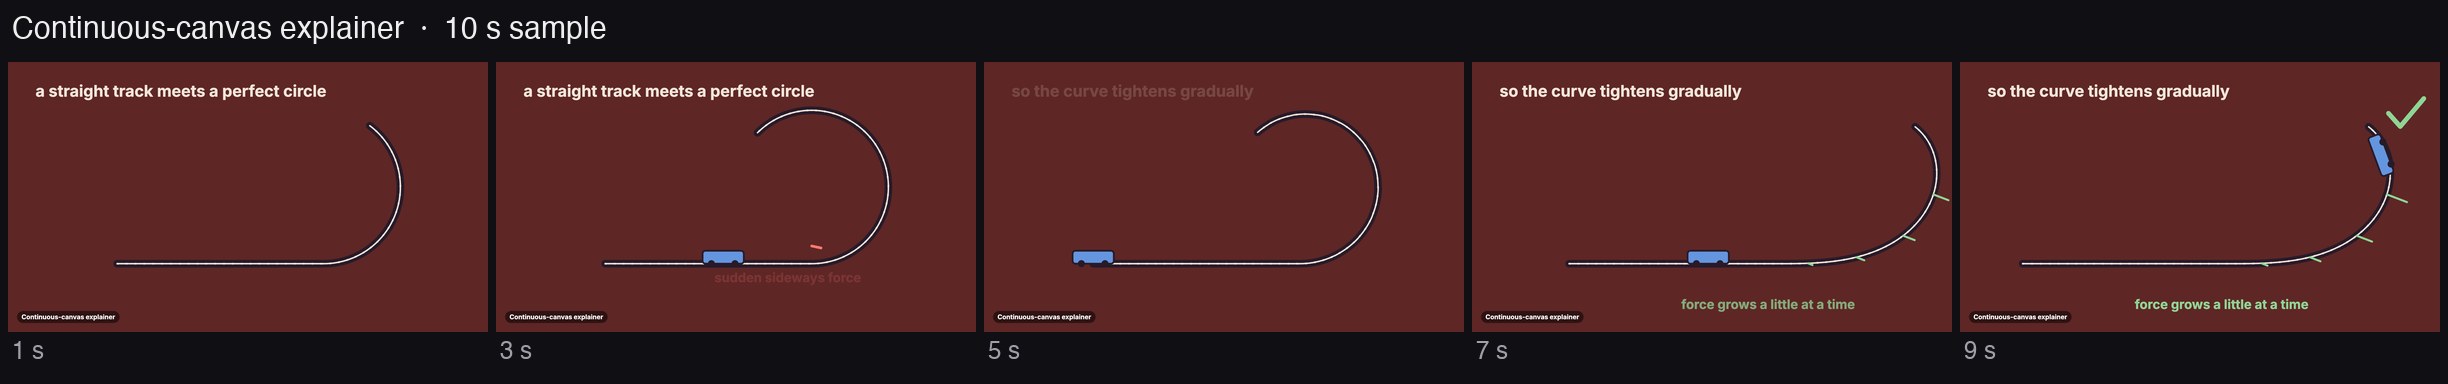 Continuous-canvas explainer · 10 s sample
a straight track meets a perfect circle
Continuous-canvas explainer
1 s
a straight track meets a perfect circle
sudden sideways force
Continuous-canvas explainer
3 s
so the curve tightens gradually
Continuous-canvas explainer
5 s
so the curve tightens gradually
force grows a little at a time
Continuous-canvas explainer
7 s
so the curve tightens gradually
force grows a little at a time
Continuous-canvas explainer
9 s